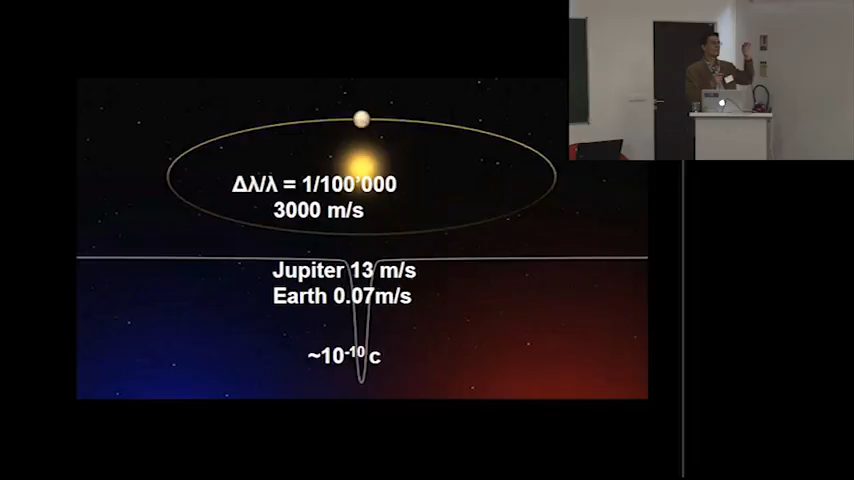 Δλ/λ = 1/100’000
3000 m/s
Jupiter 13 m/s
Earth 0.07m/s
~10⁻¹⁰ c